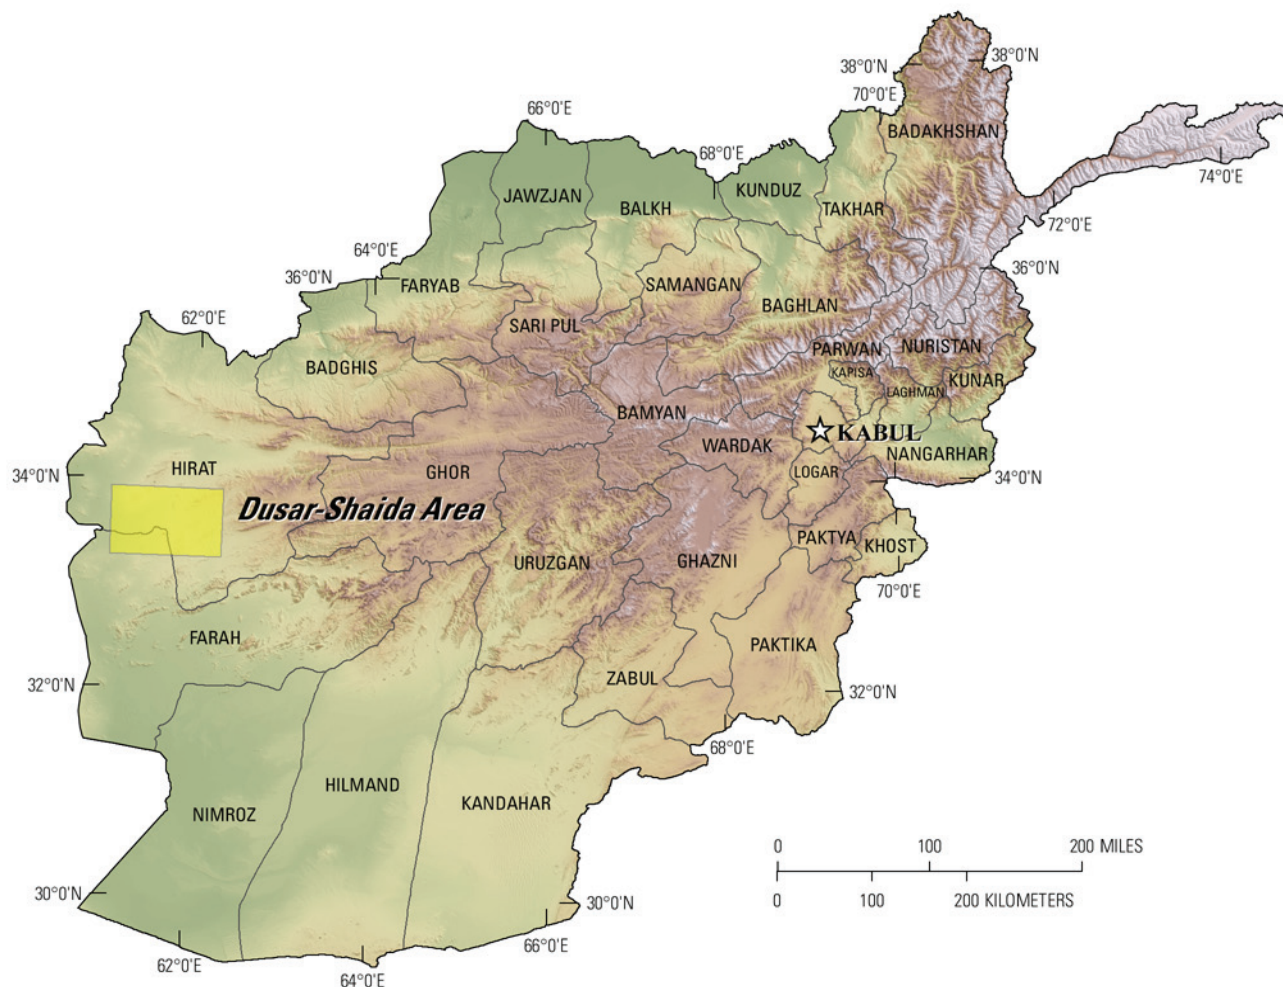 38°0'N
38°0'N
70°0'E
66°0'E
BADAKHSHAN
68°0'E
74°0'E
JAWZJAN
KUNDUZ
BALKH
TAKHAR
72°0'E
64°0'E
36°0'N
36°0'N
FARYAB
SAMANGAN
BAGHLAN
62°0'E
SARI PUL
PARWAN
NURISTAN
BADGHIS
KAPISA
KUNAR
LAGHMAN
BAMYAN
KABUL
WARDAK
NANGARHAR
34°0'N
HIRAT
GHOR
LOGAR
34°0'N
Dusar-Shaida Area
PAKTYA
KHOST
URUZGAN
GHAZNI
70°0'E
FARAH
PAKTIKA
ZABUL
32°0'N
32°0'N
68°0'E
HILMAND
KANDAHAR
NIMROZ
0 100 200 MILES
30°0'N
0 100 200 KILOMETERS
30°0'N
66°0'E
62°0'E
64°0'E